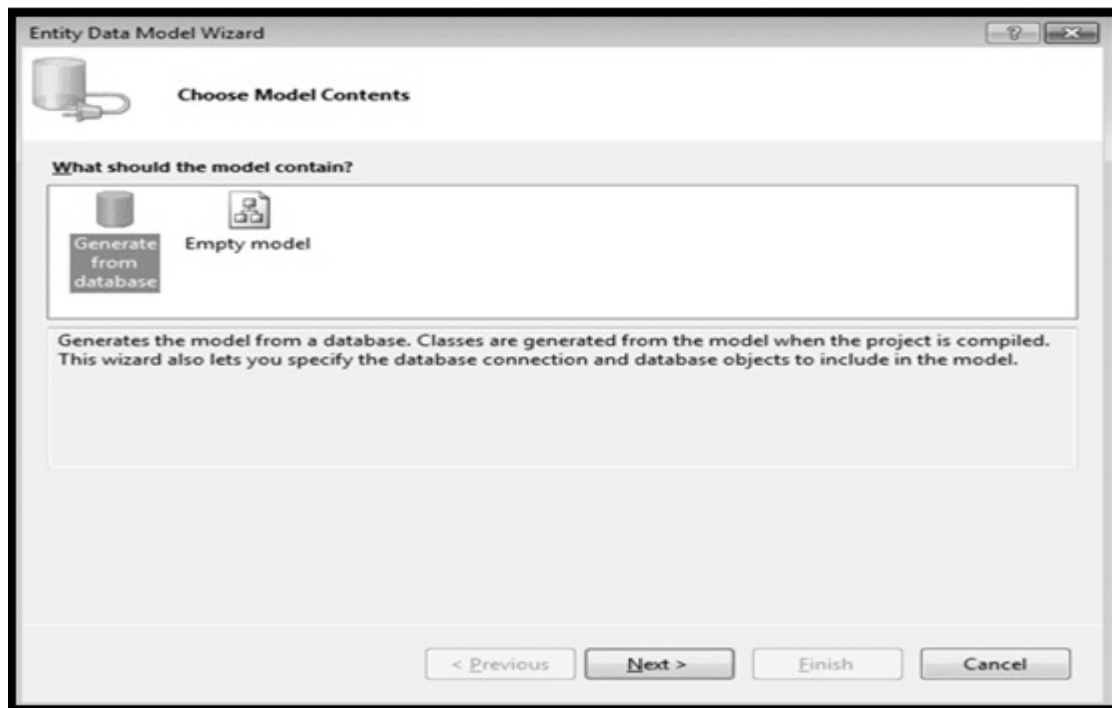 Entity Data Model Wizard
Choose Model Contents
What should the model contain?
Generate
from
database
Empty model
Generates the model from a database. Classes are generated from the model when the project is compiled.
This wizard also lets you specify the database connection and database objects to include in the model.
< Previous
Next >
Finish
Cancel